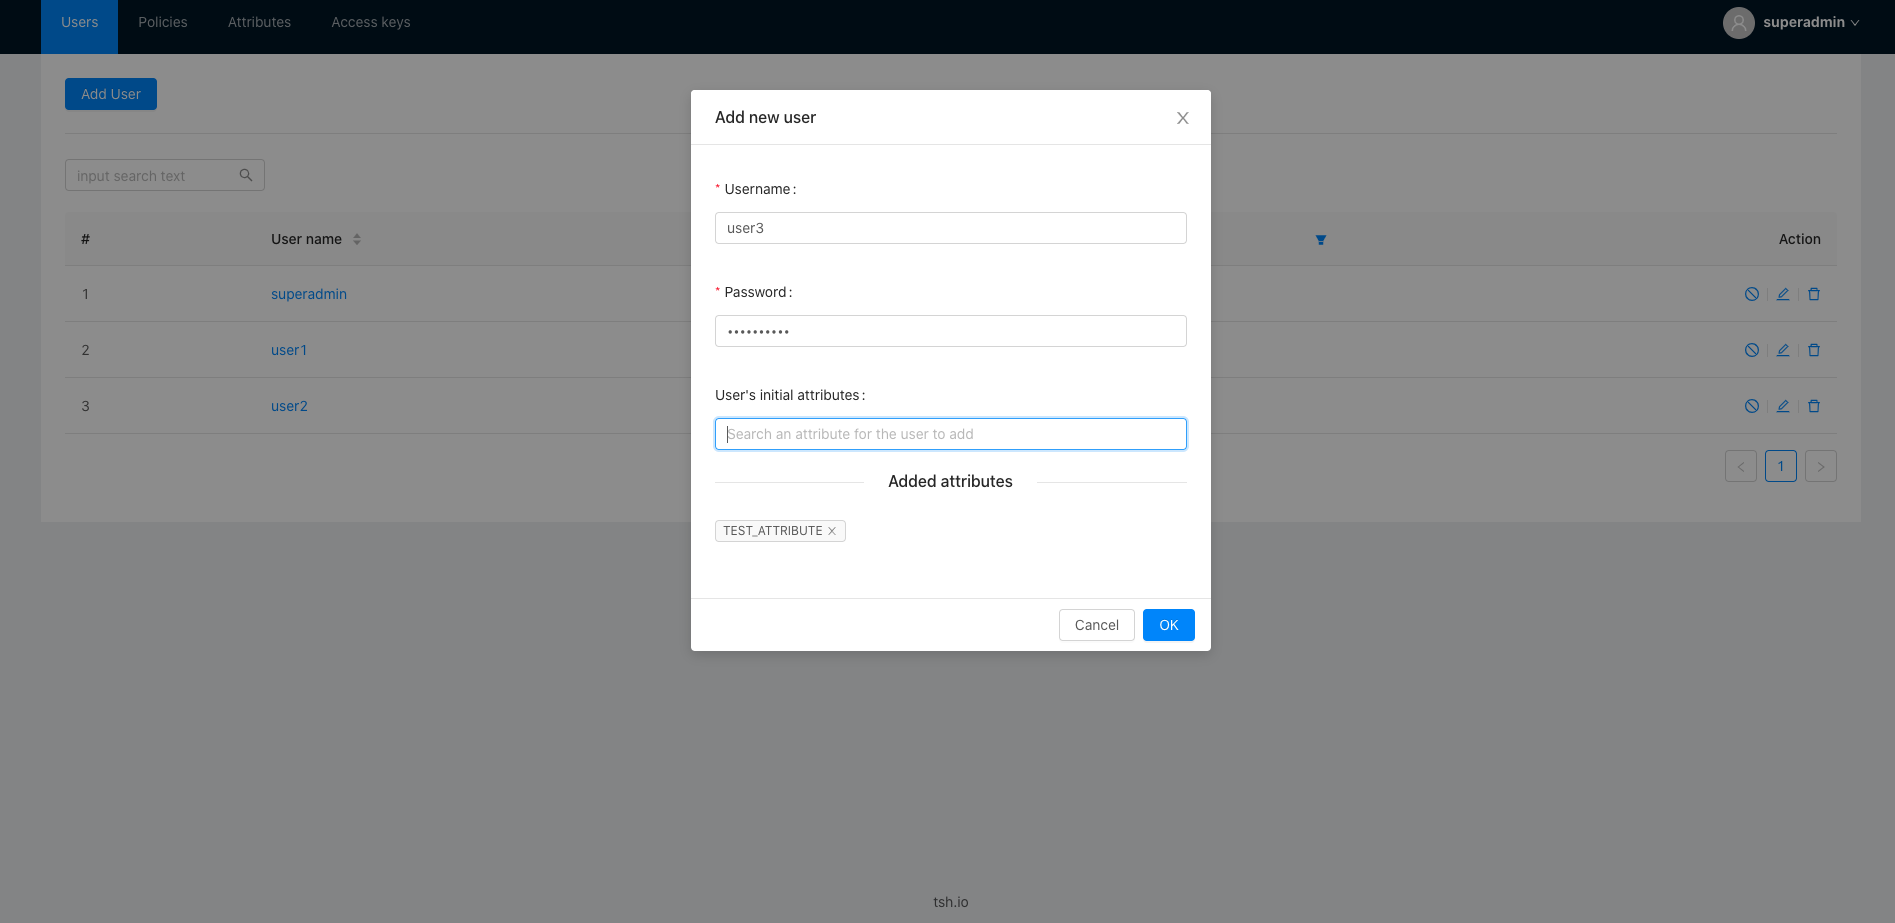 Users Policies Attributes Access keys superadmin
Add User
Add new user
input search text
* Username :
user3
# User name Action
* Password :
••••••••••
1 superadmin
2 user1
3 user2
User's initial attributes :
Search an attribute for the user to add
1
Added attributes
TEST_ATTRIBUTE
Cancel OK
tsh.io